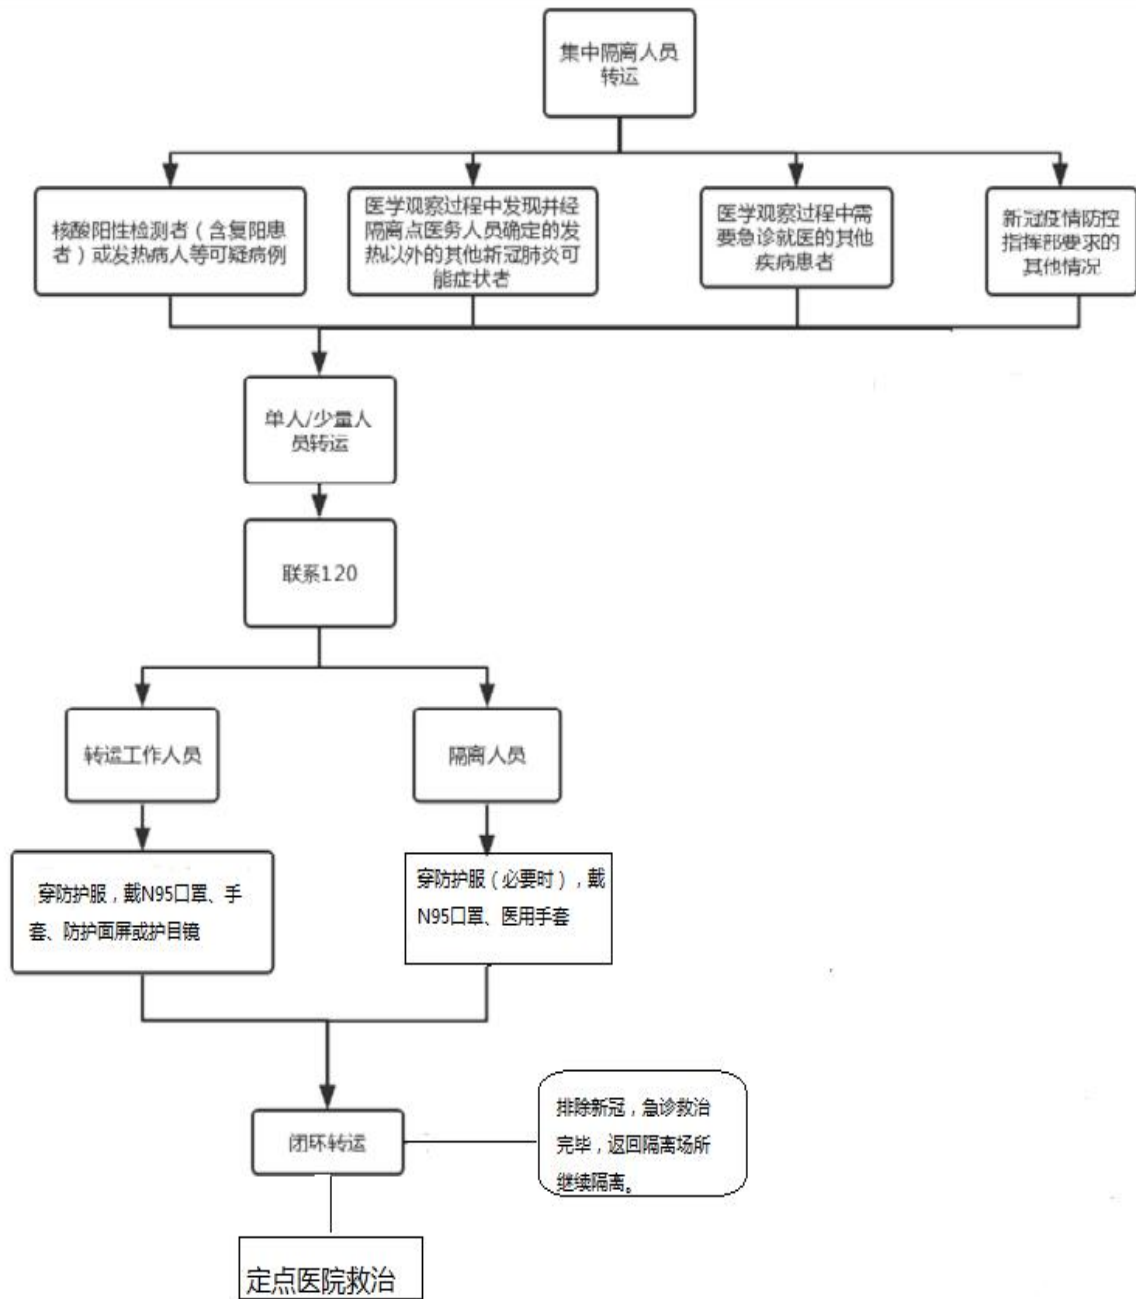 集中隔离人员
转运
核酸阳性检测者（含复阳患
者）或发热病人等可疑病例
医学观察过程中发现并经
隔离点医务人员确定的发
热以外的其他新冠肺炎可
能症状者
医学观察过程中需
要急诊就医的其他
疾病患者
新冠疫情防控
指挥部要求的
其他情况
单人/少量人
员转运
联系120
转运工作人员
隔离人员
穿防护服，戴N95口罩、手
套、防护面屏或护目镜
穿防护服（必要时），戴
N95口罩、医用手套
闭环转运
排除新冠，急诊救治
完毕，返回隔离场所
继续隔离。
定点医院救治